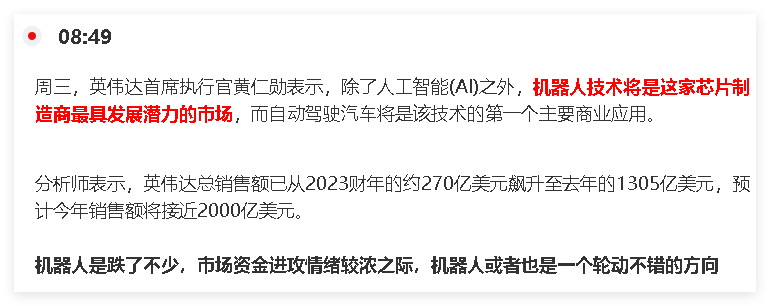 08:49
周三，英伟达首席执行官黄仁勋表示，除了人工智能(AI)之外，机器人技术将是这家芯片制
造商最具发展潜力的市场，而自动驾驶汽车将是该技术的第一个主要商业应用。
分析师表示，英伟达总销售额已从2023财年的约270亿美元飙升至去年的1305亿美元，预
计今年销售额将接近2000亿美元。
机器人是跌了不少，市场资金进攻情绪较浓之际，机器人或者也是一个轮动不错的方向